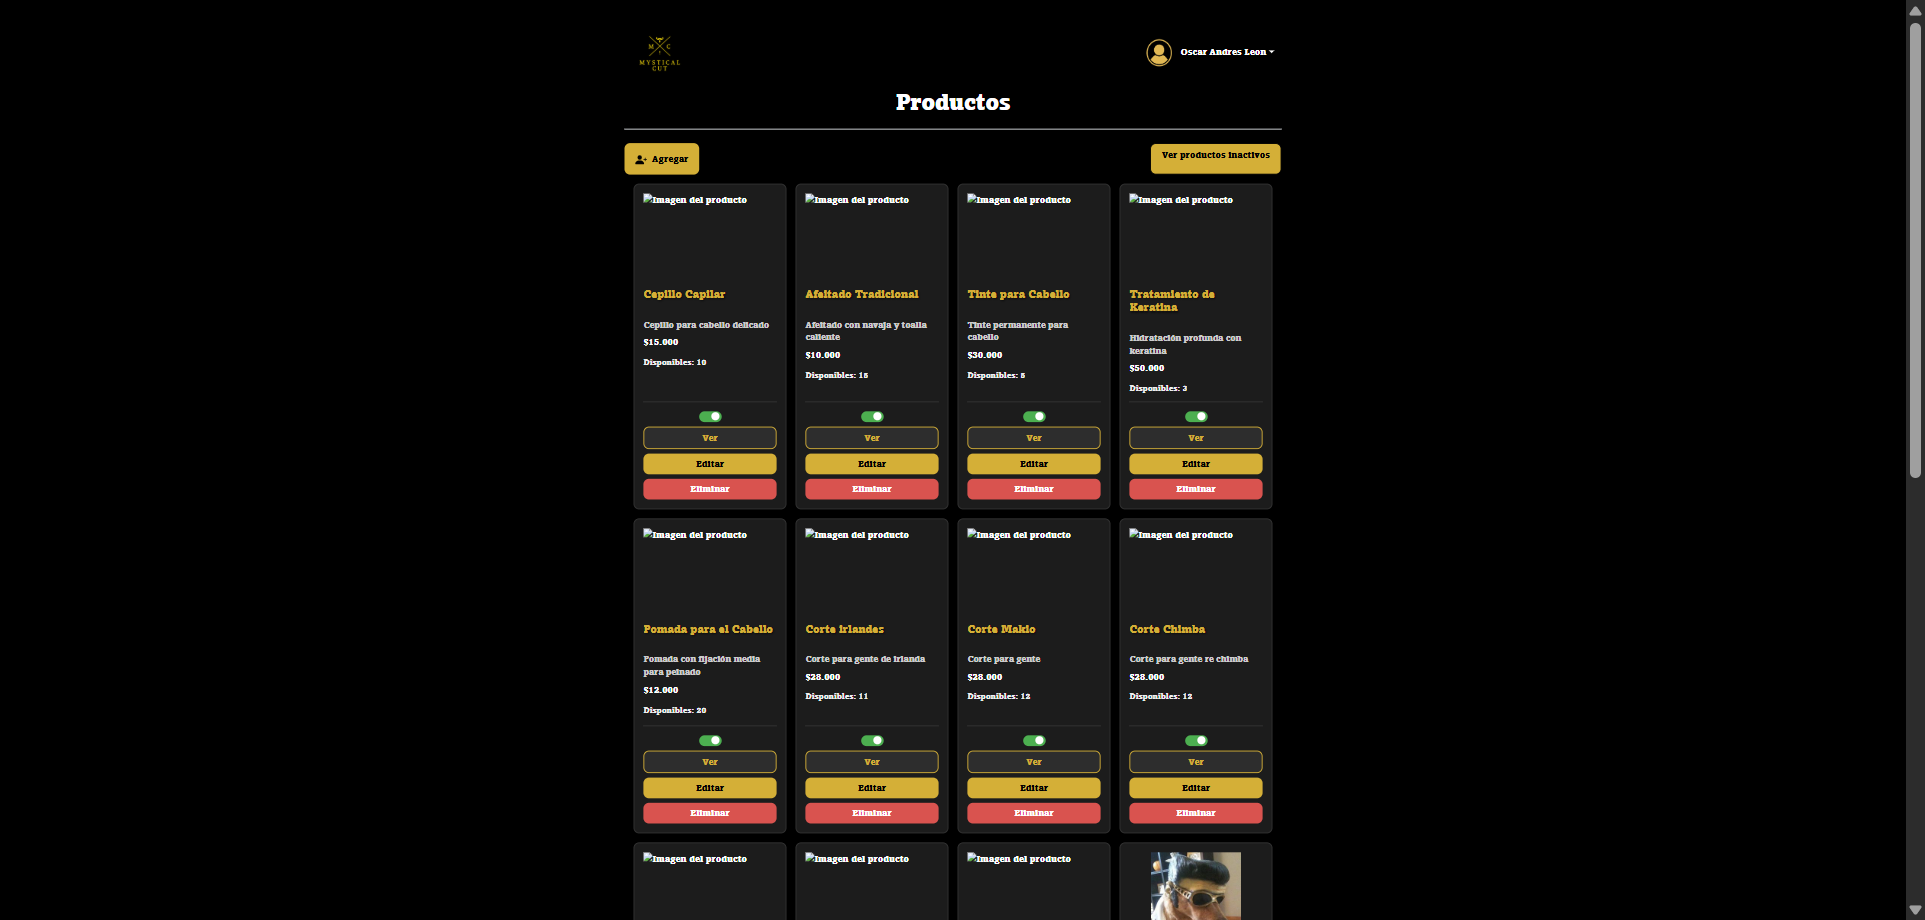 M C
MYSTICAL
CUT
Oscar Andres Leon
Productos
Agregar
Ver productos inactivos
Imagen del producto
Cepillo Capilar
Cepillo para cabello delicado
$15.000
Disponibles: 10
Ver
Editar
Eliminar
Imagen del producto
Afeitado Tradicional
Afeitado con navaja y toalla
caliente
$10.000
Disponibles: 15
Ver
Editar
Eliminar
Imagen del producto
Tinte para Cabello
Tinte permanente para
cabello
$30.000
Disponibles: 5
Ver
Editar
Eliminar
Imagen del producto
Tratamiento de
Keratina
Hidratación profunda con
keratina
$50.000
Disponibles: 3
Ver
Editar
Eliminar
Imagen del producto
Pomada para el Cabello
Pomada con fijación media
para peinado
$12.000
Disponibles: 20
Ver
Editar
Eliminar
Imagen del producto
Corte irlandes
Corte para gente de irlanda
$28.000
Disponibles: 11
Ver
Editar
Eliminar
Imagen del producto
Corte Makio
Corte para gente
$28.000
Disponibles: 12
Ver
Editar
Eliminar
Imagen del producto
Corte Chimba
Corte para gente re chimba
$28.000
Disponibles: 12
Ver
Editar
Eliminar
Imagen del producto
Imagen del producto
Imagen del producto